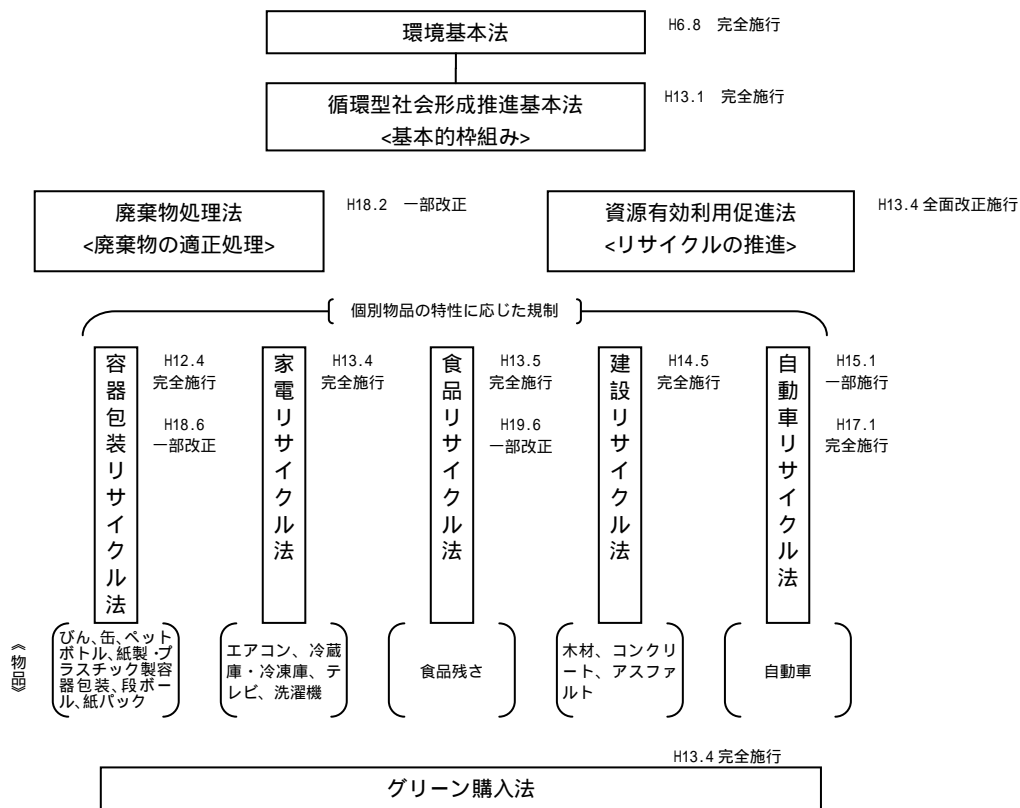 環境基本法
H6.8 完全施行
循環型社会形成推進基本法
<基本的枠組み>
H13.1 完全施行
廃棄物処理法
<廃棄物の適正処理>
H18.2 一部改正
資源有効利用促進法
<リサイクルの推進>
H13.4 全面改正施行
個別物品の特性に応じた規制
容器包装リサイクル法
H12.4
完全施行
H18.6
一部改正
家電リサイクル法
H13.4
完全施行
食品リサイクル法
H13.5
完全施行
H19.6
一部改正
建設リサイクル法
H14.5
完全施行
自動車リサイクル法
H15.1
一部施行
H17.1
完全施行
《物品》
びん、缶、ペット
ボトル、紙製・プ
ラスチック製容
器包装、段ボー
ル、紙パック
エアコン、冷蔵
庫・冷凍庫、テ
レビ、洗濯機
食品残さ
木材、コンクリ
ート、アスファ
ルト
自動車
H13.4 完全施行
グリーン購入法